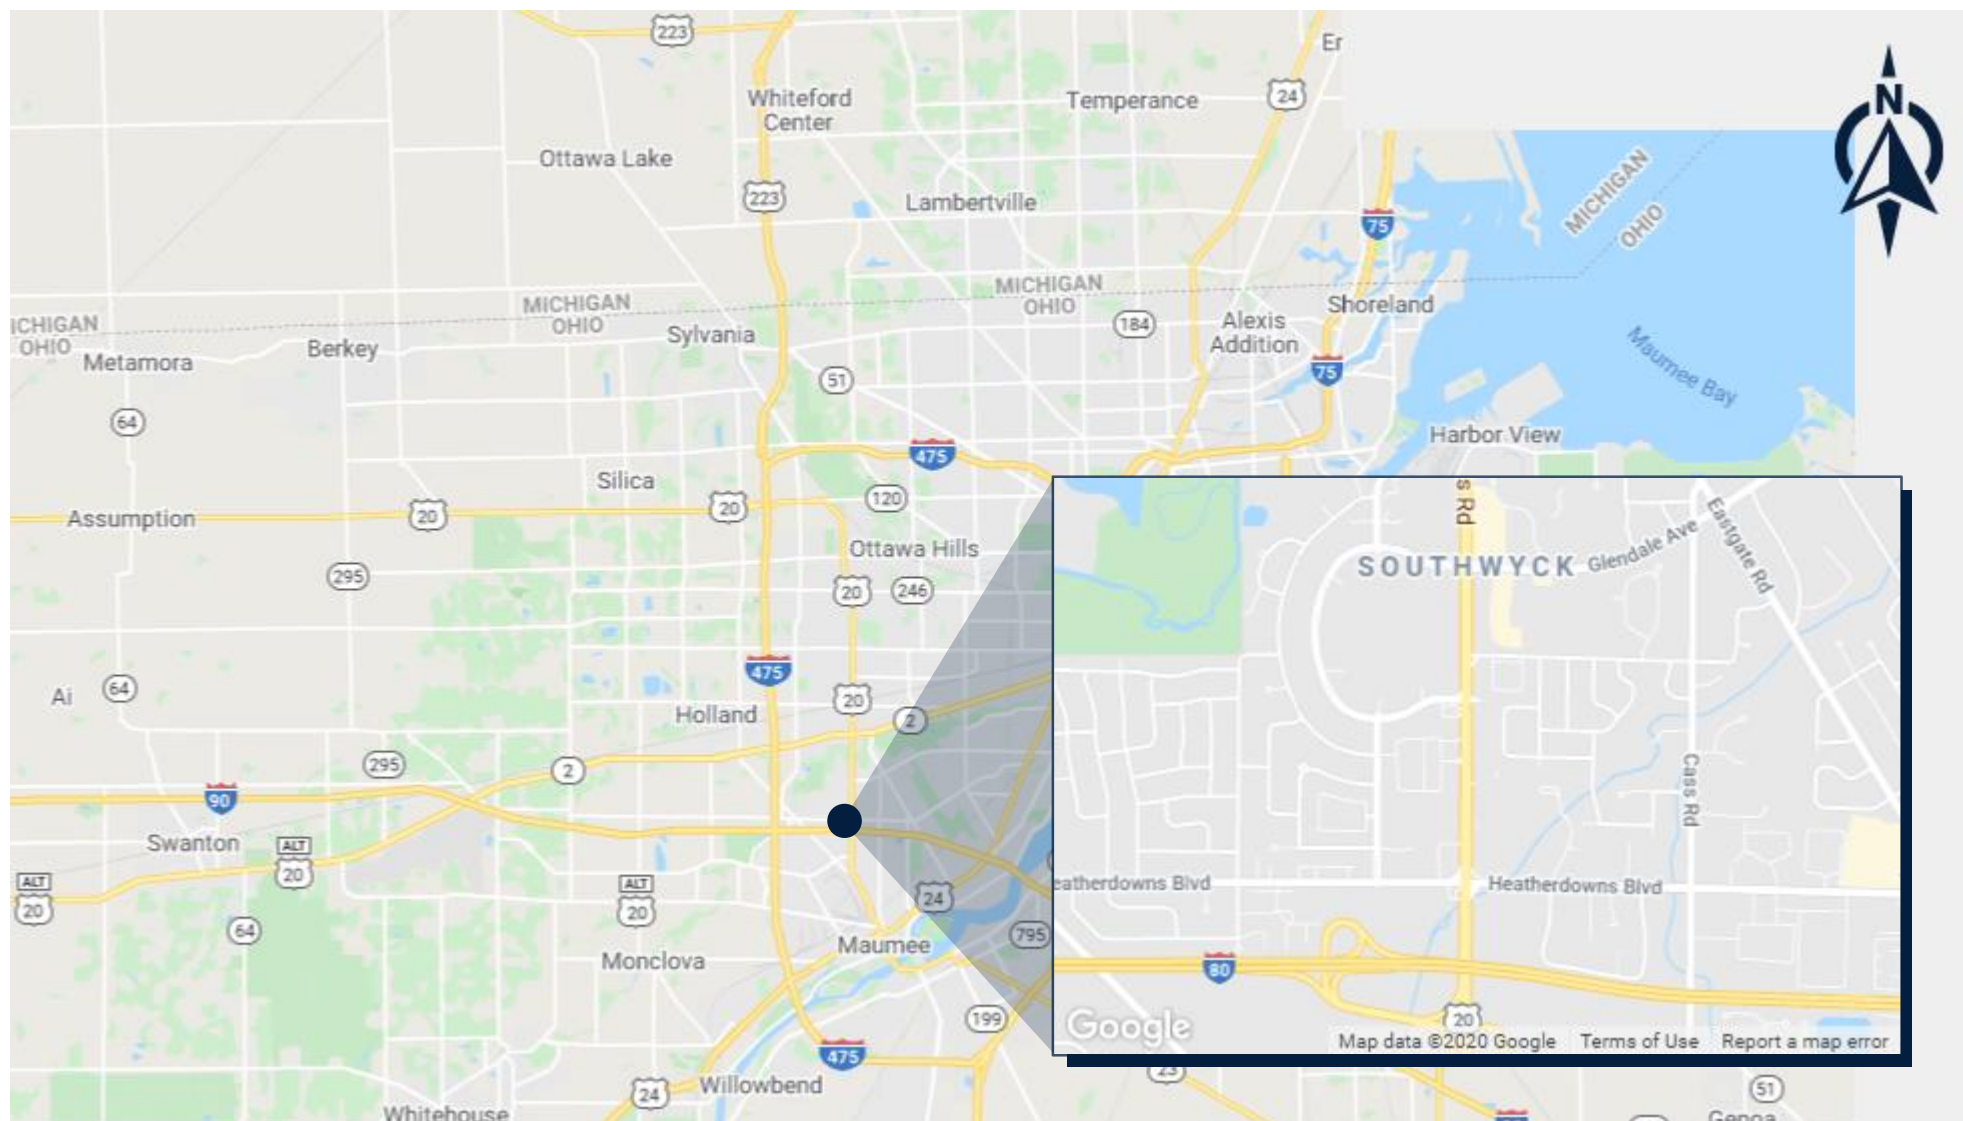 223
Er
24
N
Whiteford
Center
Temperance
Ottawa Lake
223
Lambertville
75
MICHIGAN
OHIO
MICHIGAN
OHIO
MICHIGAN
OHIO
ICHIGAN
OHIO
Metamora
Berkey
Sylvania
184
Alexis
Addition
Shoreland
75
Maumee Bay
51
64
Harbor View
475
Silica
120
Assumption
20
20
Ottawa Hills
295
20
246
475
Ai
64
20
Holland
2
295
2
90
Swanton
ALT
20
ALT
20
ALT
20
24
64
Maumee
795
Monclova
199
475
24
Willowbend
Whitehouse
23
51
Genoa
s Rd
SOUTHWYCK
Glendale Ave
Eastgate Rd
Cass Rd
eatherdowns Blvd
Heatherdowns Blvd
80
20
Google
Map data ©2020 Google Terms of Use Report a map error